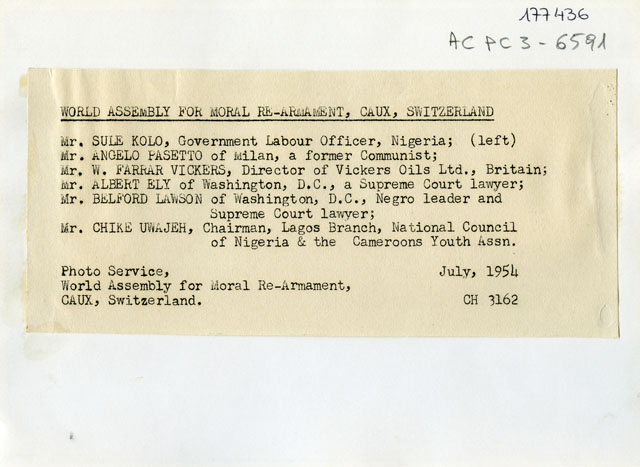 177436
AC PC 3 - 6591
WORLD ASSEMBLY FOR MORAL RE-ARMAMENT, CAUX, SWITZERLAND
Mr. SULE KOLO, Government Labour Officer, Nigeria; (left)
Mr. ANGELO PASETTO of Milan, a former Communist;
Mr. W. FARRAR VICKERS, Director of Vickers Oils Ltd., Britain;
Mr. ALBERT ELY of Washington, D.C., a Supreme Court lawyer;
Mr. BELFORD LAWSON of Washington, D.C., Negro leader and
Supreme Court lawyer;
Mr. CHIKE UWAJEH, Chairman, Lagos Branch, National Council
of Nigeria & the Cameroons Youth Assn.
Photo Service, July, 1954
World Assembly for Moral Re-Armament,
CAUX, Switzerland. CH 3162